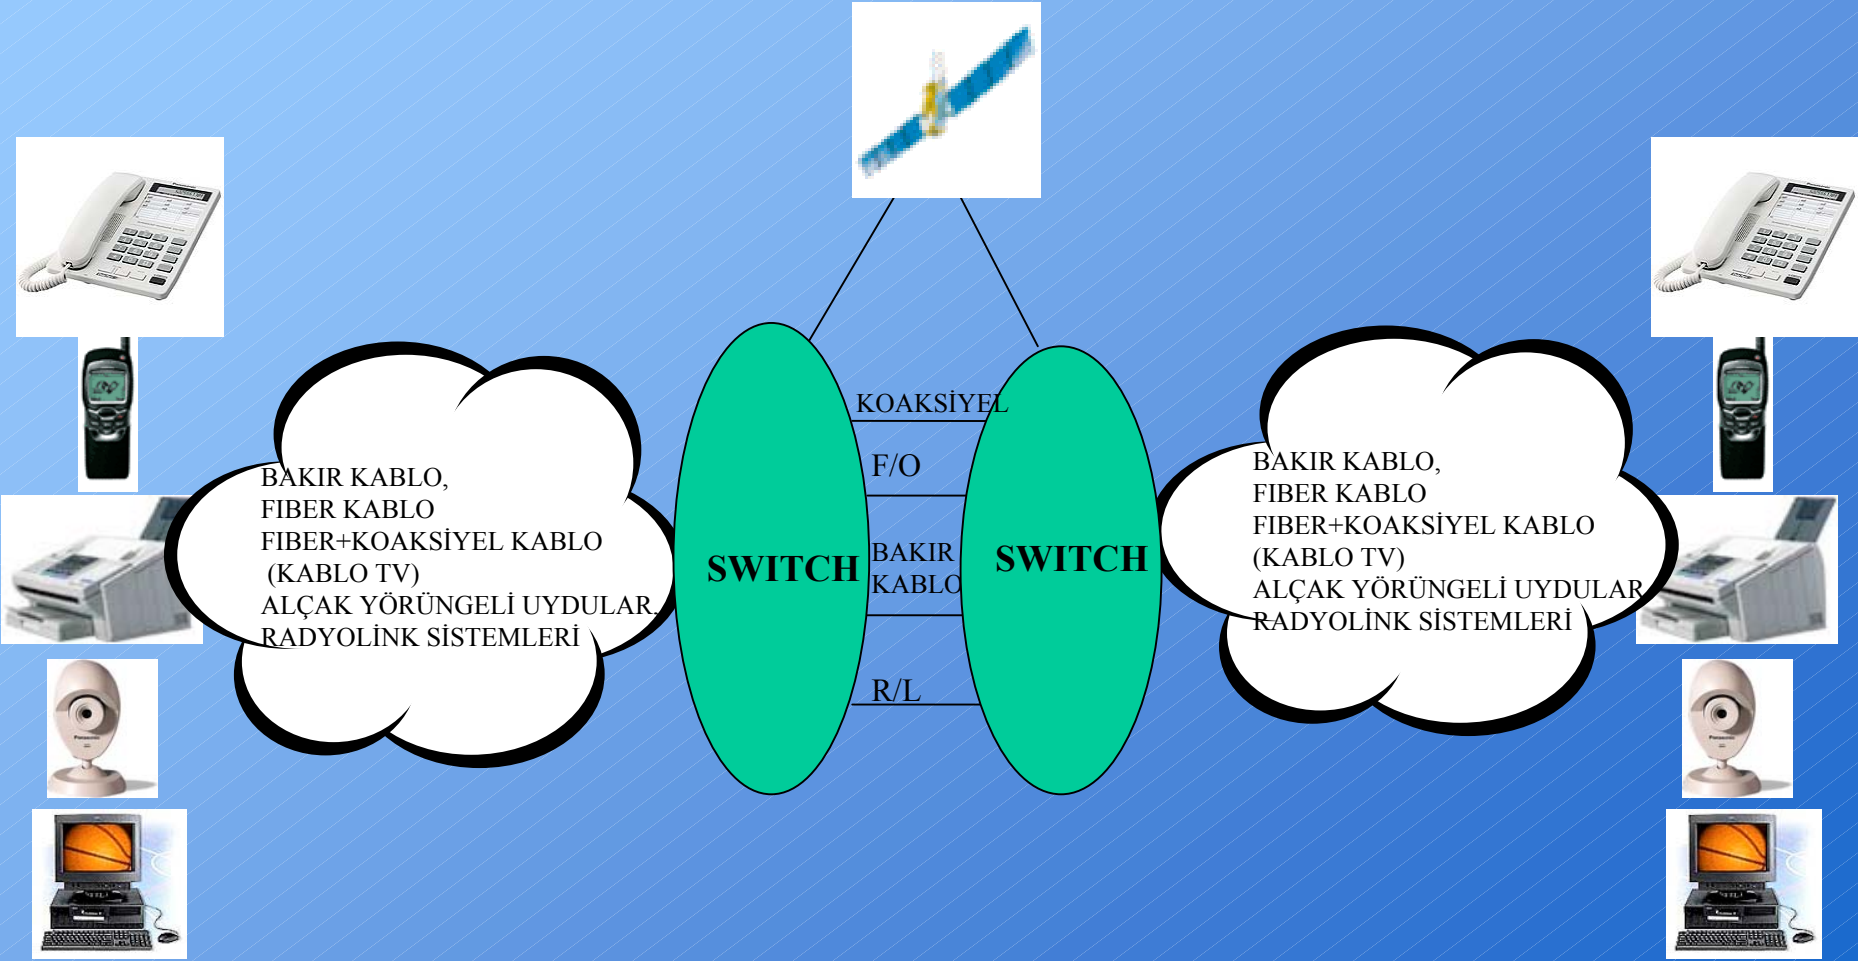 BAKIR KABLO,
FIBER KABLO
FIBER+KOAKSİYEL KABLO
(KABLO TV)
ALÇAK YÖRÜNGELİ UYDULAR,
RADYOLİNK SİSTEMLERİ
SWITCH
KOAKSİYEL
F/O
BAKIR
KABLO
R/L
SWITCH
BAKIR KABLO,
FIBER KABLO
FIBER+KOAKSİYEL KABLO
(KABLO TV)
ALÇAK YÖRÜNGELİ UYDULAR
RADYOLİNK SİSTEMLERİ
Panasonic
Panasonic